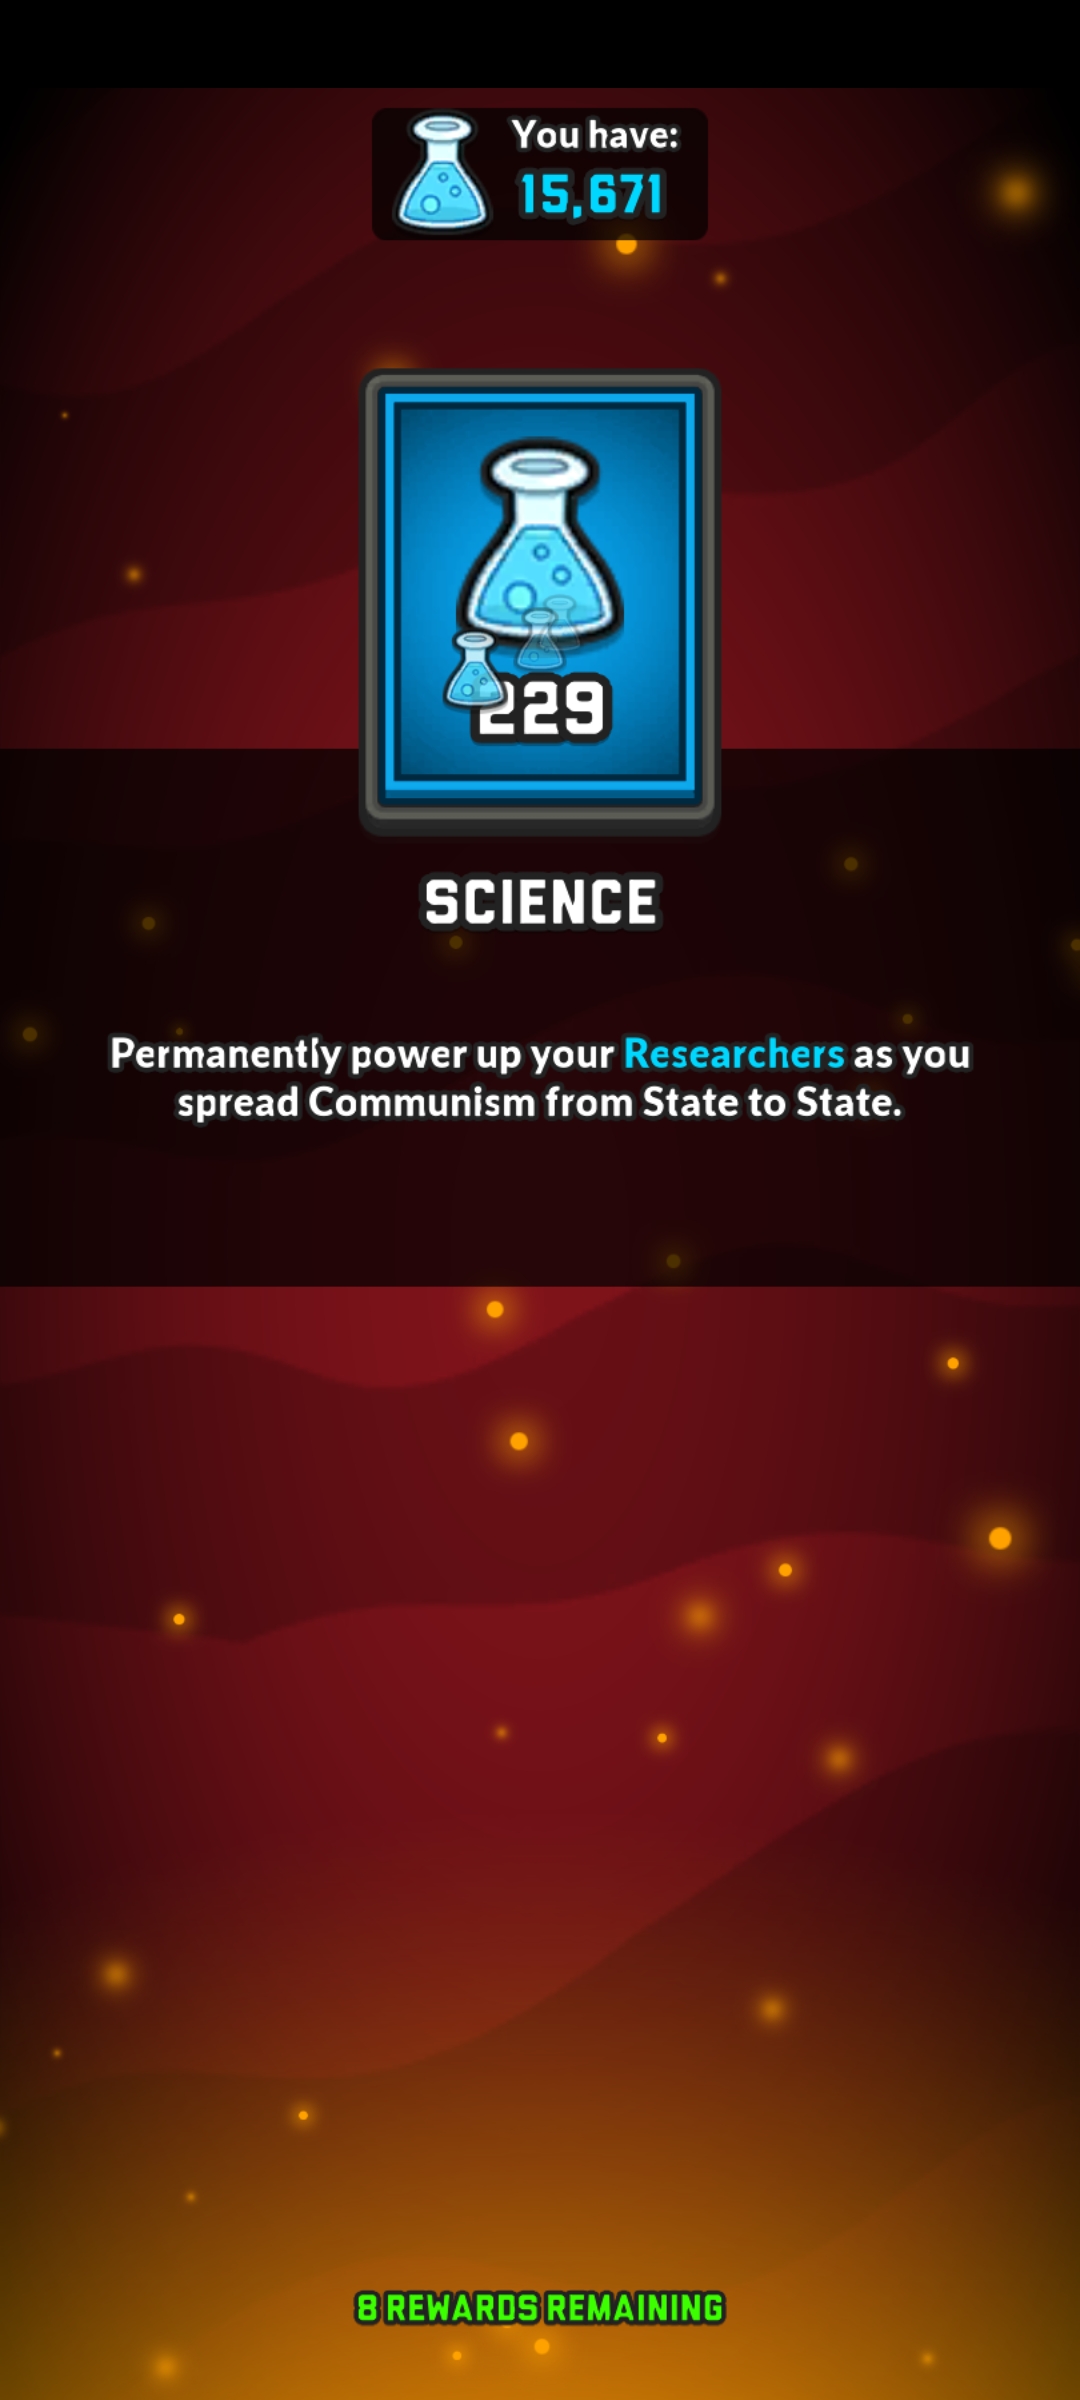 You have:
15,671
229
SCIENCE
Permanently power up your Researchers as you
spread Communism from State to State.
8 REWARDS REMAINING